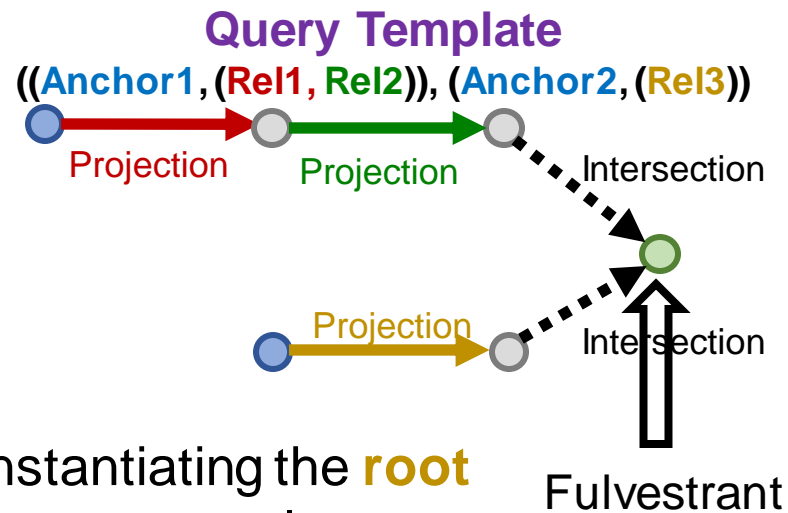 Query Template
((Anchor1, (Rel1, Rel2)), (Anchor2, (Rel3))
Projection
Projection
Intersection
Projection
Intersection
nstantiating the root
Fulvestrant